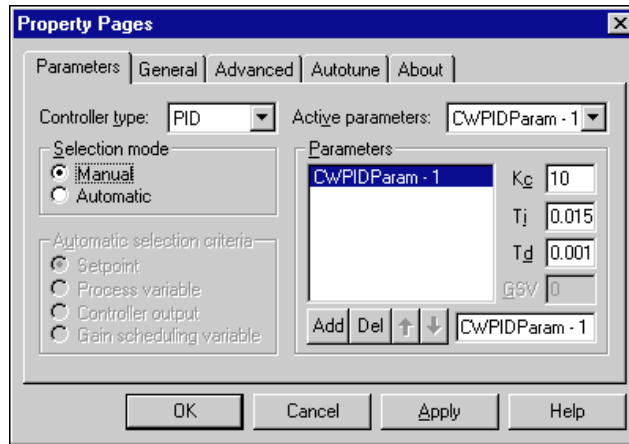 Property Pages
Parameters General Advanced Autotune About
Controller type: PID Active parameters: CWPIDParam - 1
Selection mode
Manual
Automatic
Automatic selection criteria
Setpoint
Process variable
Controller output
Gain scheduling variable
Parameters
CWPIDParam - 1
Kc 10
Ti 0.015
Td 0.001
GSV 0
Add Del CWPIDParam - 1
OK Cancel Apply Help